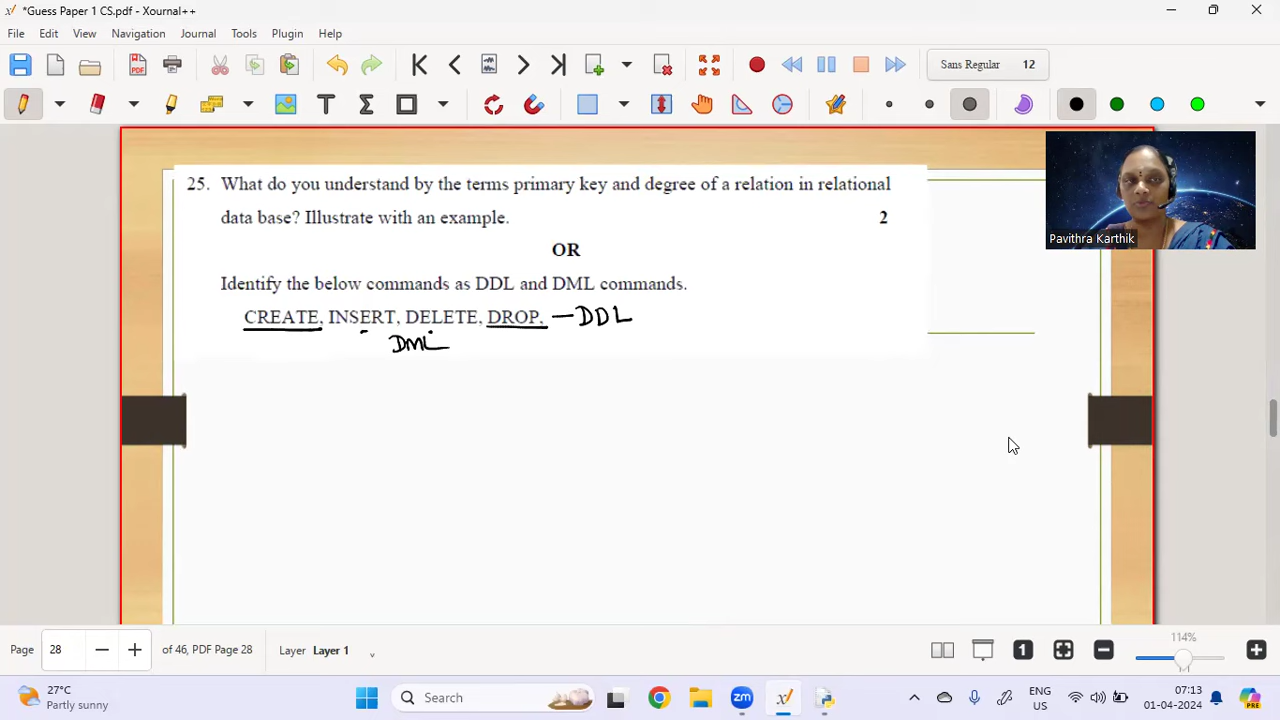 *Guess Paper 1 CS.pdf - Xournal++
File Edit View Navigation Journal Tools Plugin Help
Sans Regular 12
25. What do you understand by the terms primary key and degree of a relation in relational
data base? Illustrate with an example. 2
OR
Identify the below commands as DDL and DML commands.
CREATE, INSERT, DELETE, DROP, — DDL
DML
Pavithra Karthik
Page 28 of 46, PDF Page 28 Layer Layer 1
114%
27°C
Partly sunny
Search
zm
ENG
US
07:13
01-04-2024
PRE